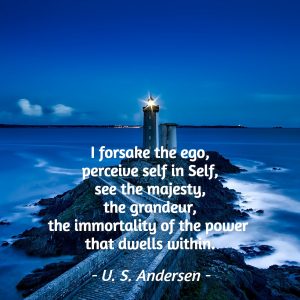 I forsake the ego,
perceive self in Self,
see the majesty,
the grandeur,
the immortality of the power
that dwells within.
- U. S. Andersen -